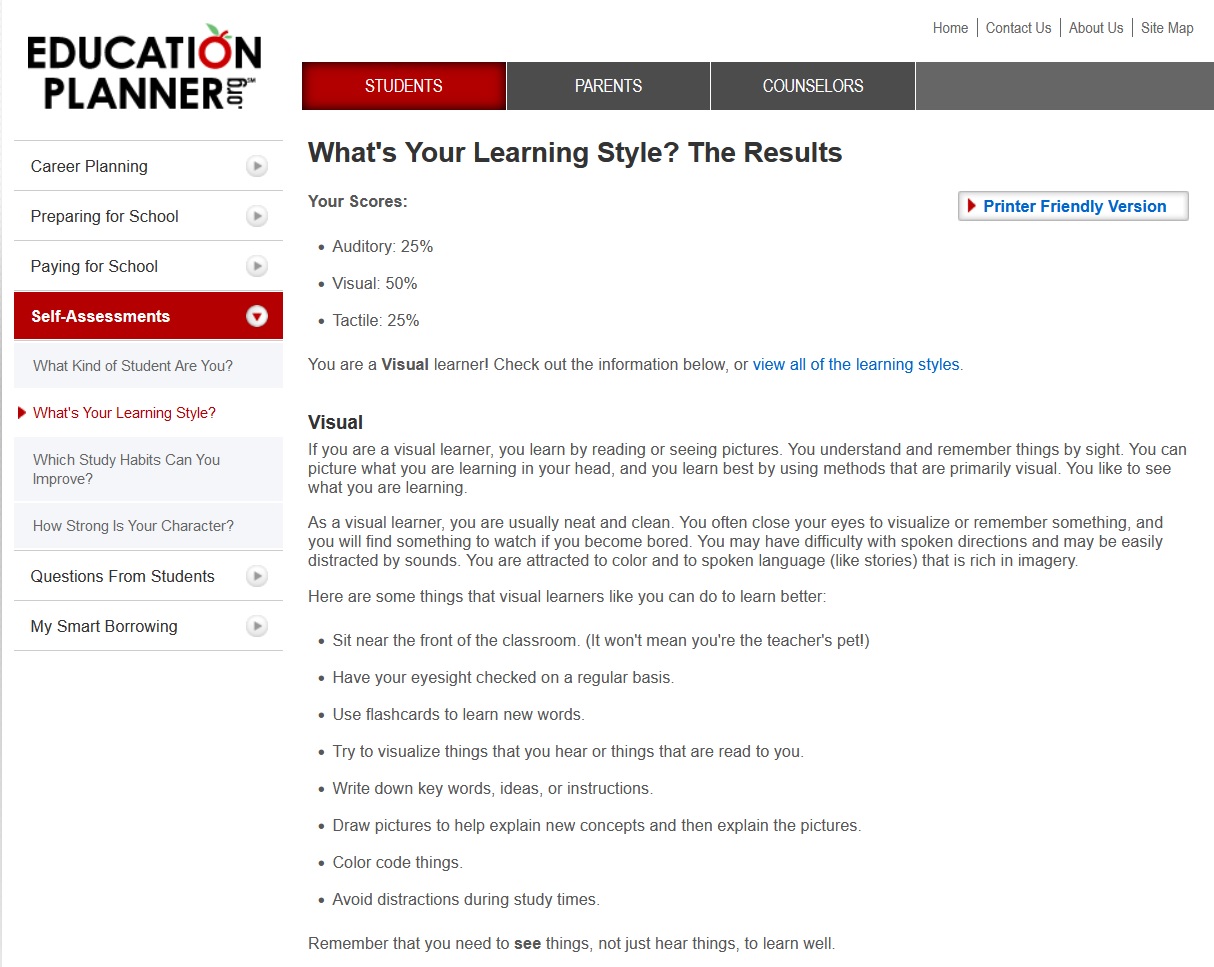 Home
Contact Us
About Us
Site Map
EDUCATION
PLANNER.org℠
STUDENTS
PARENTS
COUNSELORS
Career Planning
Preparing for School
Paying for School
Self-Assessments
What Kind of Student Are You?
What's Your Learning Style?
Which Study Habits Can You
Improve?
How Strong Is Your Character?
Questions From Students
My Smart Borrowing
What's Your Learning Style? The Results
Your Scores:
Printer Friendly Version
• Auditory: 25%
• Visual: 50%
• Tactile: 25%
You are a Visual learner! Check out the information below, or view all of the learning styles.
Visual
If you are a visual learner, you learn by reading or seeing pictures. You understand and remember things by sight. You can
picture what you are learning in your head, and you learn best by using methods that are primarily visual. You like to see
what you are learning.
As a visual learner, you are usually neat and clean. You often close your eyes to visualize or remember something, and
you will find something to watch if you become bored. You may have difficulty with spoken directions and may be easily
distracted by sounds. You are attracted to color and to spoken language (like stories) that is rich in imagery.
Here are some things that visual learners like you can do to learn better:
• Sit near the front of the classroom. (It won't mean you're the teacher's pet!)
• Have your eyesight checked on a regular basis.
• Use flashcards to learn new words.
• Try to visualize things that you hear or things that are read to you.
• Write down key words, ideas, or instructions.
• Draw pictures to help explain new concepts and then explain the pictures.
• Color code things.
• Avoid distractions during study times.
Remember that you need to see things, not just hear things, to learn well.